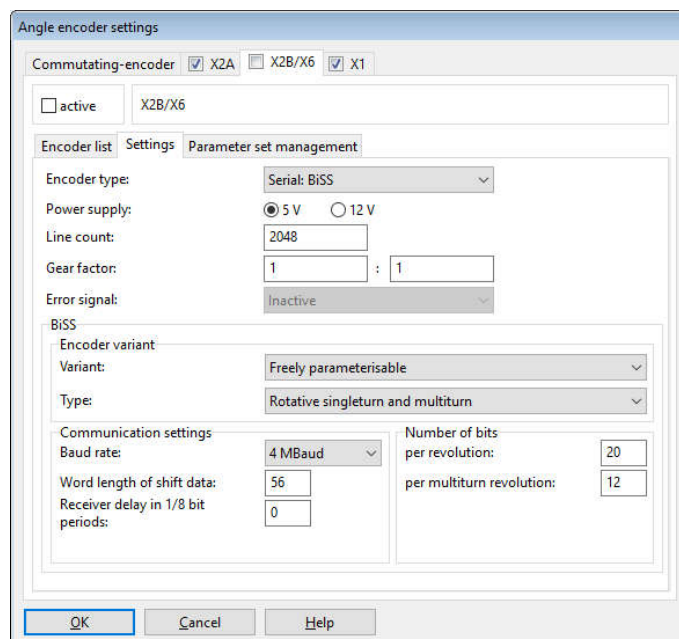 Angle encoder settings
Commutating-encoder X2A X2B/X6 X1
active X2B/X6
Encoder list Settings Parameter set management
Encoder type: Serial: BiSS
Power supply: 5 V 12 V
Line count: 2048
Gear factor: 1 : 1
Error signal: Inactive
BiSS
Encoder variant
Variant: Freely parameterisable
Type: Rotative singleturn and multiturn
Communication settings
Baud rate: 4 MBaud
Word length of shift data: 56
Receiver delay in 1/8 bit
periods: 0
Number of bits
per revolution: 20
per multiturn revolution: 12
OK Cancel Help